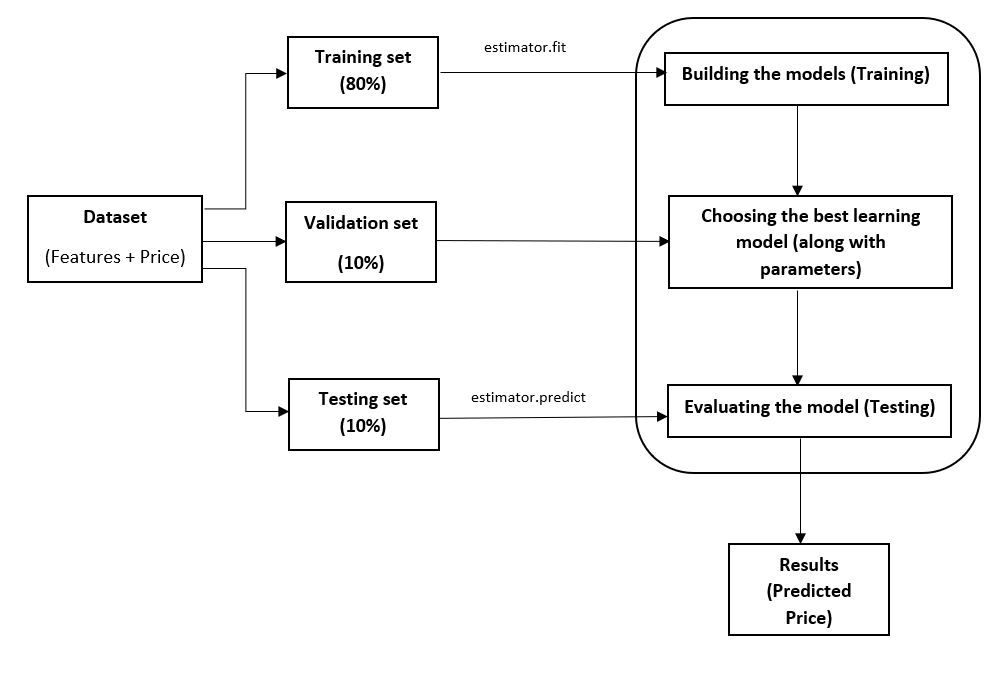 Training set
(80%)
estimator.fit
Building the models (Training)
Dataset
(Features + Price)
Validation set
(10%)
Choosing the best learning
model (along with
parameters)
Testing set
(10%)
estimator.predict
Evaluating the model (Testing)
Results
(Predicted
Price)